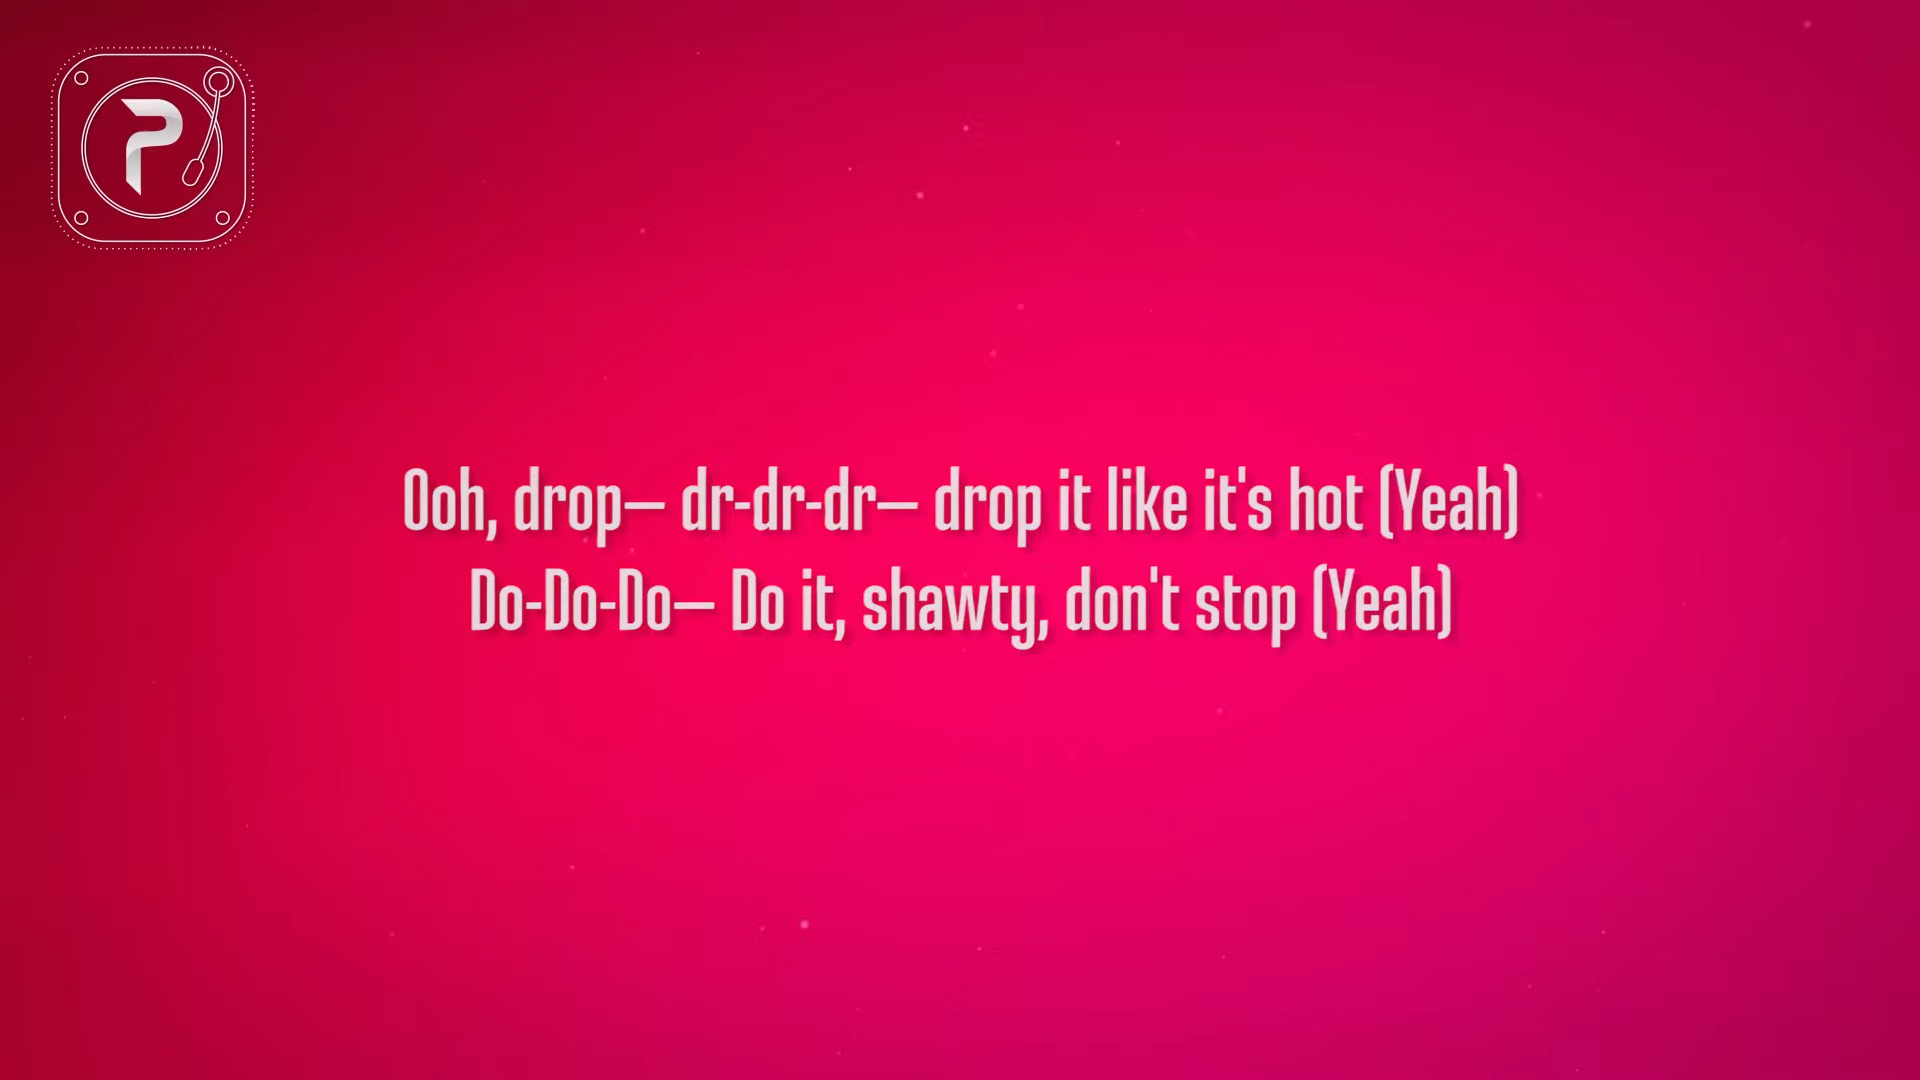 P
Ooh, drop— dr-dr-dr— drop it like it's hot (Yeah)
Do-Do-Do— Do it, shawty, don't stop (Yeah)